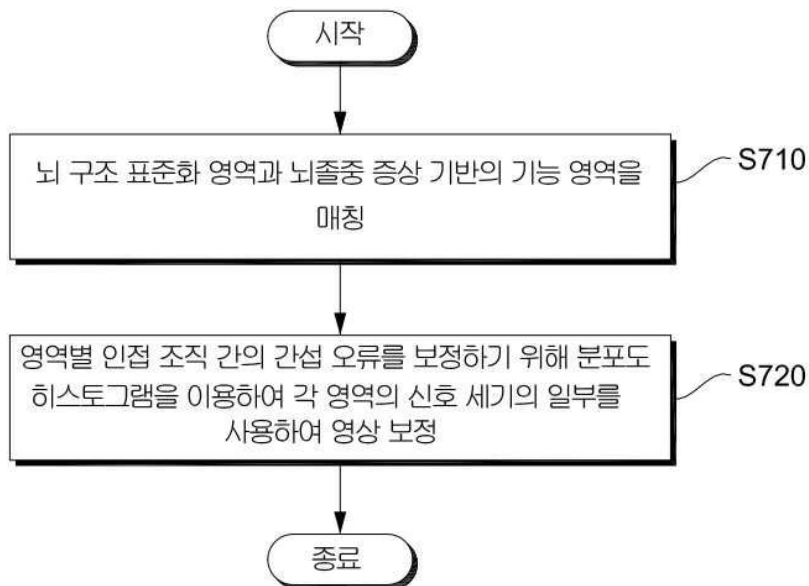 시작
뇌 구조 표준화 영역과 뇌졸중 증상 기반의 기능 영역을
매칭
S710
영역별 인접 조직 간의 간섭 오류를 보정하기 위해 분포도
히스토그램을 이용하여 각 영역의 신호 세기의 일부를
사용하여 영상 보정
S720
종료